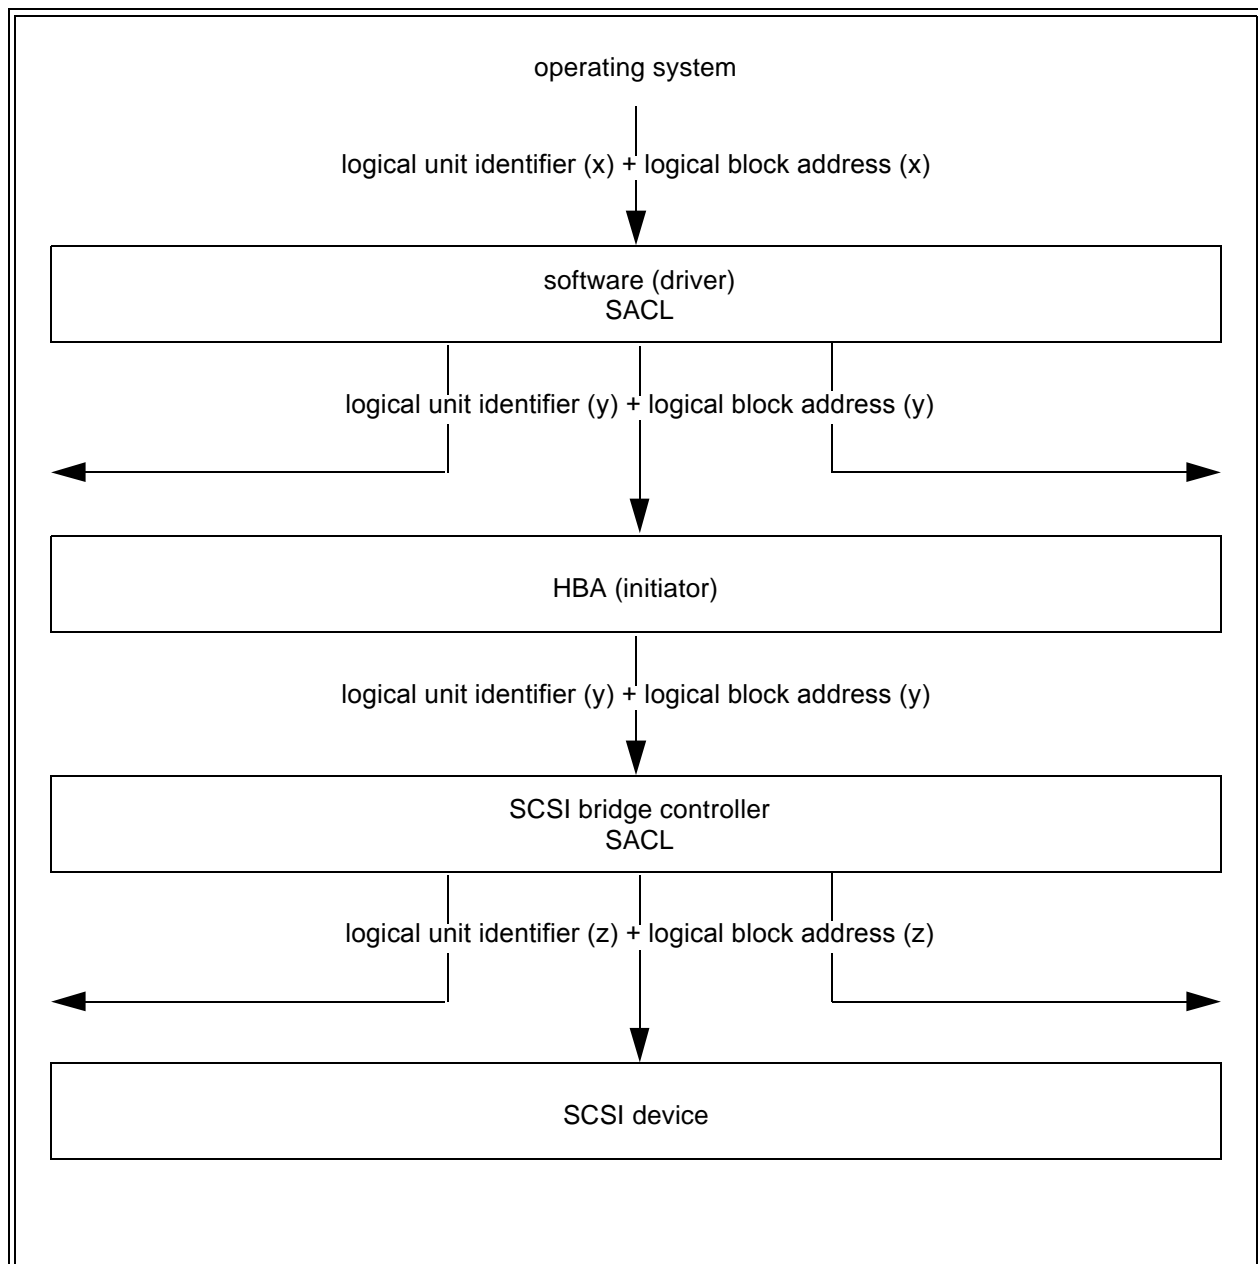 operating system
logical unit identifier (x) + logical block address (x)
software (driver)
SACL
logical unit identifier (y) + logical block address (y)
HBA (initiator)
logical unit identifier (y) + logical block address (y)
SCSI bridge controller
SACL
logical unit identifier (z) + logical block address (z)
SCSI device